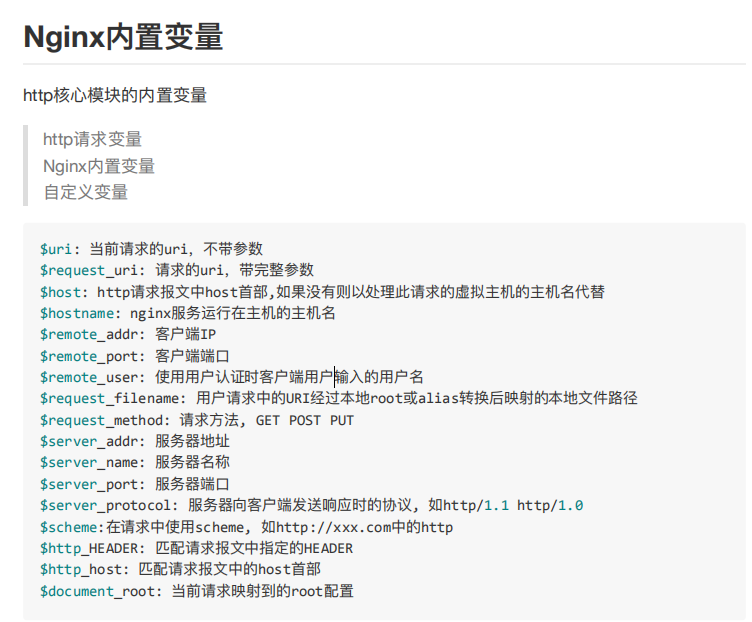 Nginx内置变量
http核心模块的内置变量
http请求变量
Nginx内置变量
自定义变量
$uri: 当前请求的uri，不带参数
$request_uri: 请求的uri，带完整参数
$host: http请求报文中host首部,如果没有则以处理此请求的虚拟主机的主机名代替
$hostname: nginx服务运行在主机的主机名
$remote_addr: 客户端IP
$remote_port: 客户端端口
$remote_user: 使用用户认证时客户端用户输入的用户名
$request_filename: 用户请求中的URI经过本地root或alias转换后映射的本地文件路径
$request_method: 请求方法, GET POST PUT
$server_addr: 服务器地址
$server_name: 服务器名称
$server_port: 服务器端口
$server_protocol: 服务器向客户端发送响应时的协议, 如http/1.1 http/1.0
$scheme:在请求中使用scheme, 如http://xxx.com中的http
$http_HEADER: 匹配请求报文中指定的HEADER
$http_host: 匹配请求报文中的host首部
$document_root: 当前请求映射到的root配置